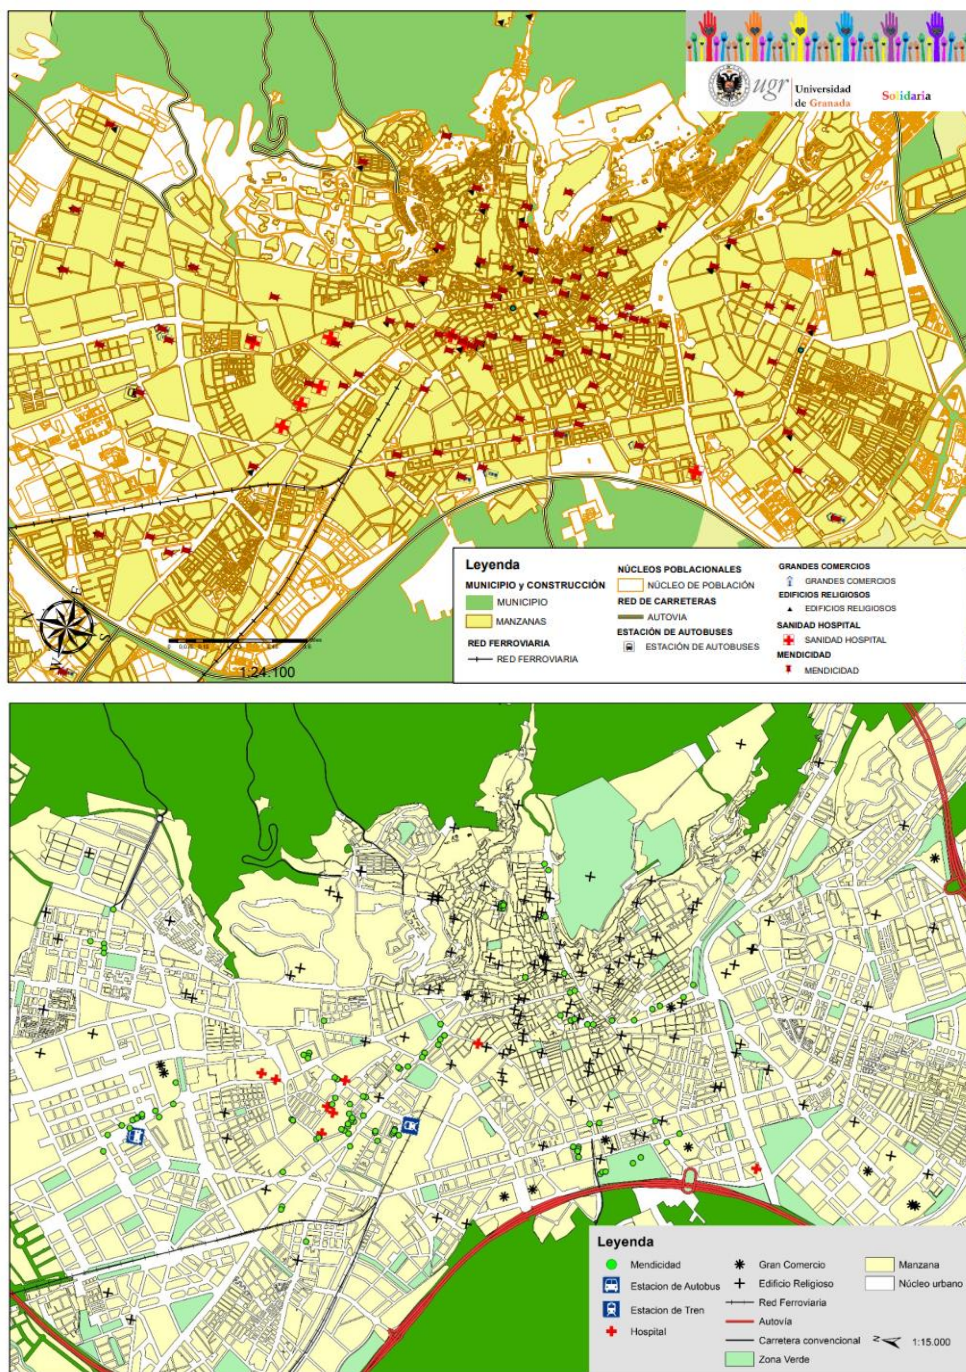 ugr
Universidad
de Granada
Solidaria
Leyenda
MUNICIPIO y CONSTRUCCIÓN
MUNICIPIO
MANZANAS
RED FERROVIARIA
RED FERROVIARIA
NÚCLEOS POBLACIONALES
NÚCLEO DE POBLACIÓN
RED DE CARRETERAS
AUTOVIA
ESTACIÓN DE AUTOBUSES
ESTACIÓN DE AUTOBUSES
GRANDES COMERCIOS
GRANDES COMERCIOS
EDIFICIOS RELIGIOSOS
EDIFICIOS RELIGIOSOS
SANIDAD HOSPITAL
SANIDAD HOSPITAL
MENDICIDAD
MENDICIDAD
N
E
S
W
1:24.100
Leyenda
Mendicidad
Estacion de Autobus
Estacion de Tren
Hospital
Gran Comercio
Edificio Religioso
Red Ferroviaria
Autovía
Carretera convencional
Zona Verde
Manzana
Núcleo urbano
N
1:15.000